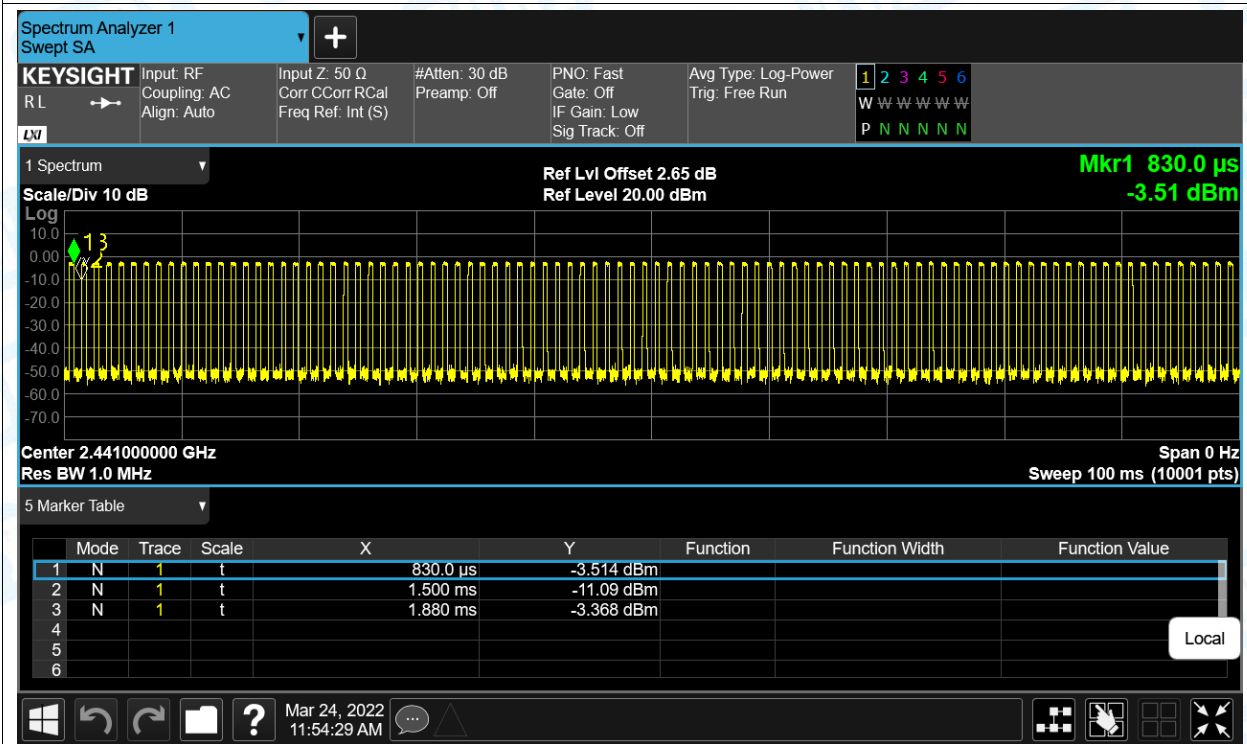 Spectrum Analyzer 1
Swept SA
KEYSIGHT Input: RF Input Z: 50 Ω #Atten: 30 dB PNO: Fast Avg Type: Log-Power 1 2 3 4 5 6
RL Coupling: AC Corr CCorr RCal Preamp: Off Gate: Off Trig: Free Run W W W W W W
Align: Auto Freq Ref: Int (S) IF Gain: Low
LXI Sig Track: Off P N N N N N
1 Spectrum Ref Lvl Offset 2.65 dB Mkr1 830.0 µs
Scale/Div 10 dB Ref Level 20.00 dBm -3.51 dBm
Log
10.0
0.00
-10.0
-20.0
-30.0
-40.0
-50.0
-60.0
-70.0
1 3
2
Center 2.441000000 GHz Span 0 Hz
Res BW 1.0 MHz Sweep 100 ms (10001 pts)
5 Marker Table
Mode Trace Scale X Y Function Function Width Function Value
1 N 1 t 830.0 µs -3.514 dBm
2 N 1 t 1.500 ms -11.09 dBm
3 N 1 t 1.880 ms -3.368 dBm
4
5
6
Local
? Mar 24, 2022
11:54:29 AM